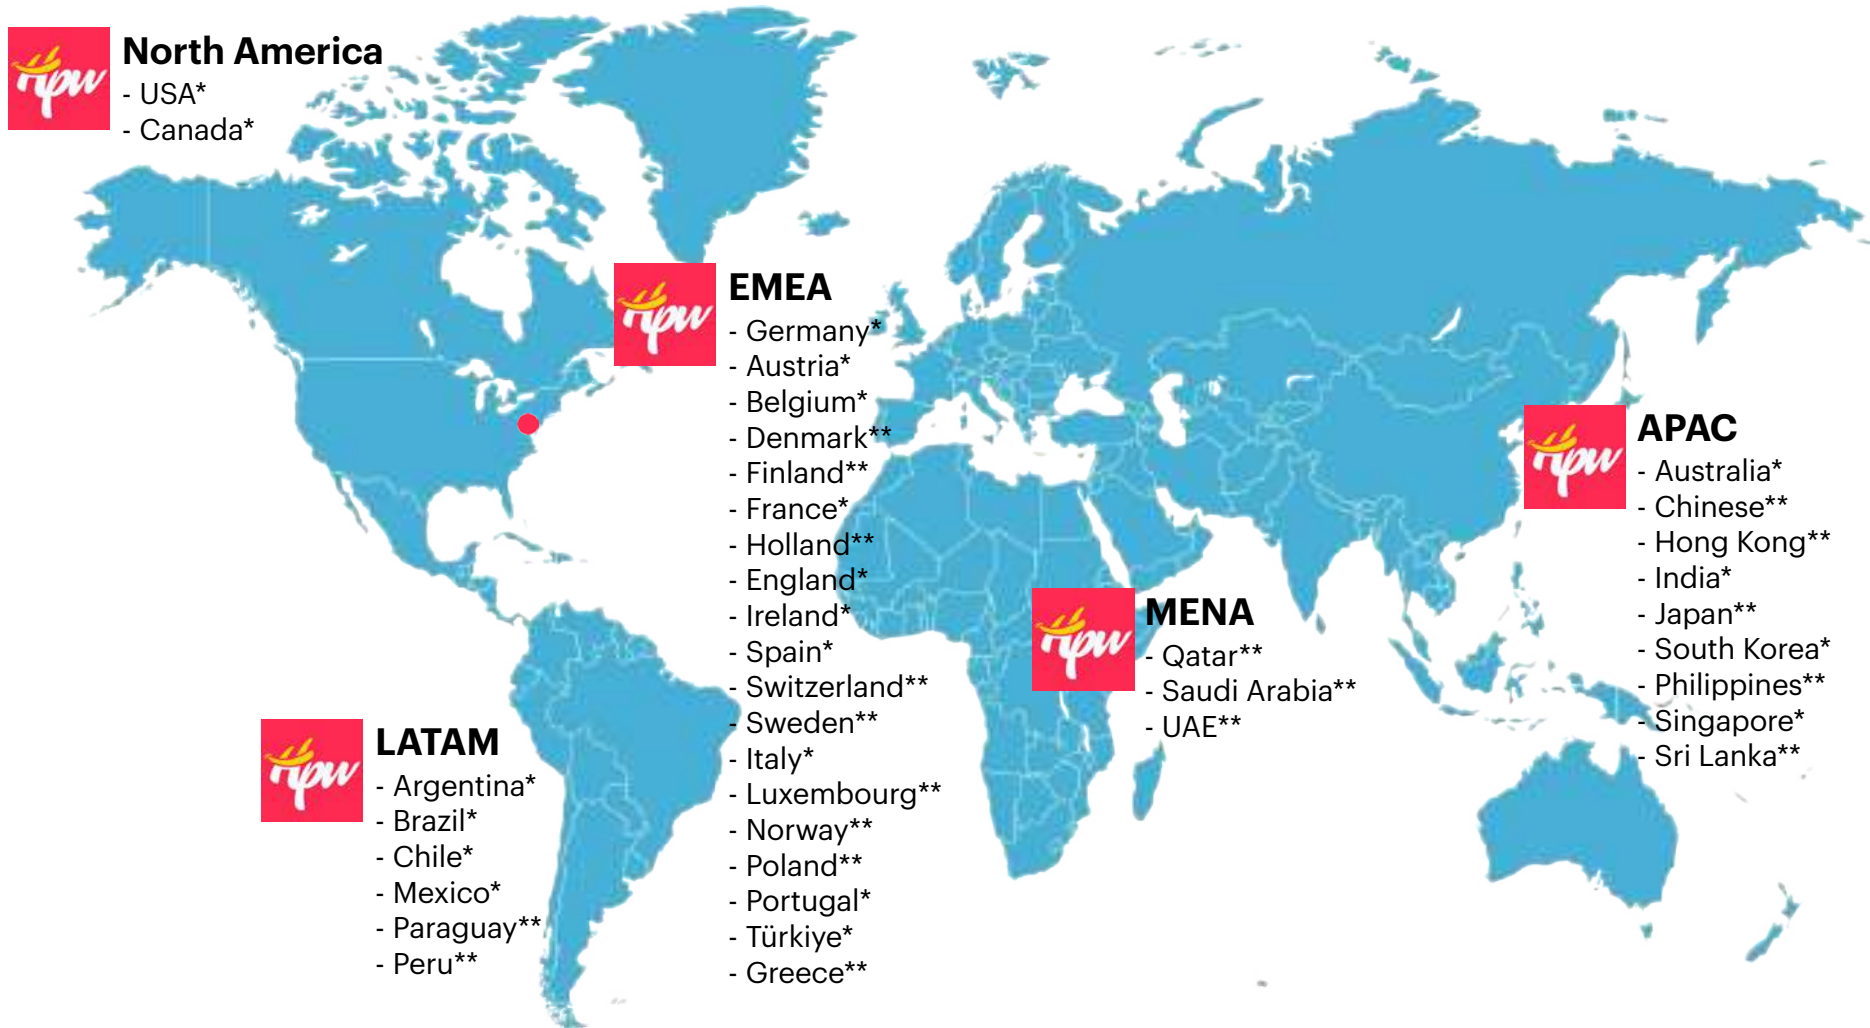 North America
- USA*
- Canada*
EMEA
- Germany*
- Austria*
- Belgium*
- Denmark**
- Finland**
- France*
- Holland**
- England*
- Ireland*
- Spain*
- Switzerland**
- Sweden**
- Italy*
- Luxembourg**
- Norway**
- Poland**
- Portugal*
- Türkiye*
- Greece**
APAC
- Australia*
- Chinese**
- Hong Kong**
- India*
- Japan**
- South Korea*
- Philippines**
- Singapore*
- Sri Lanka**
MENA
- Qatar**
- Saudi Arabia**
- UAE**
LATAM
- Argentina*
- Brazil*
- Chile*
- Mexico*
- Paraguay**
- Peru**